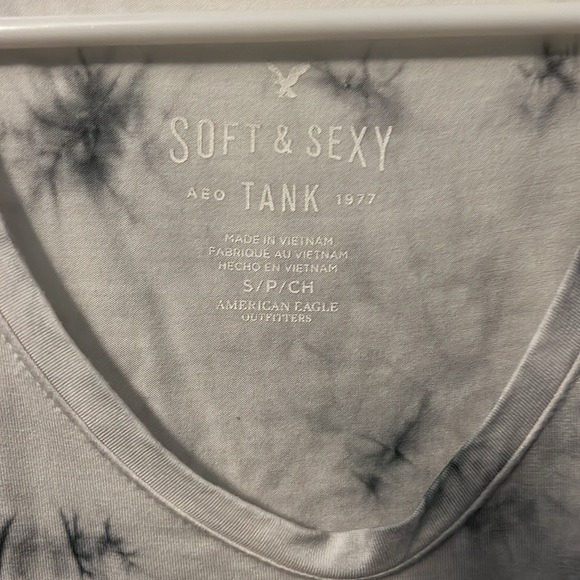 SOFT & SEXY
AEO TANK 1977
MADE IN VIETNAM
FABRIQUE AU VIETNAM
HECHO EN VIETNAM
S/P/CH
AMERICAN EAGLE
OUTFITTERS